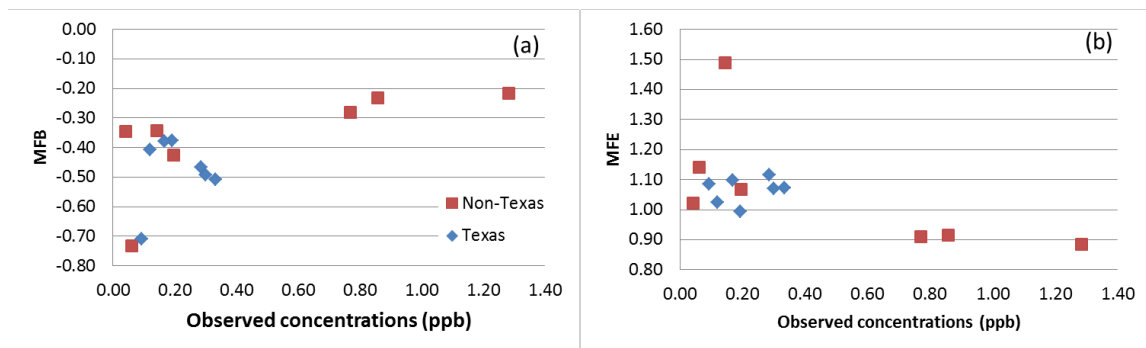 (a)
MFB
0.00
-0.10
-0.20
-0.30
-0.40
-0.50
-0.60
-0.70
-0.80
Non-Texas
Texas
0.00 0.20 0.40 0.60 0.80 1.00 1.20 1.40
Observed concentrations (ppb)
(b)
MFE
1.60
1.50
1.40
1.30
1.20
1.10
1.00
0.90
0.80
0.00 0.20 0.40 0.60 0.80 1.00 1.20 1.40
Observed concentrations (ppb)